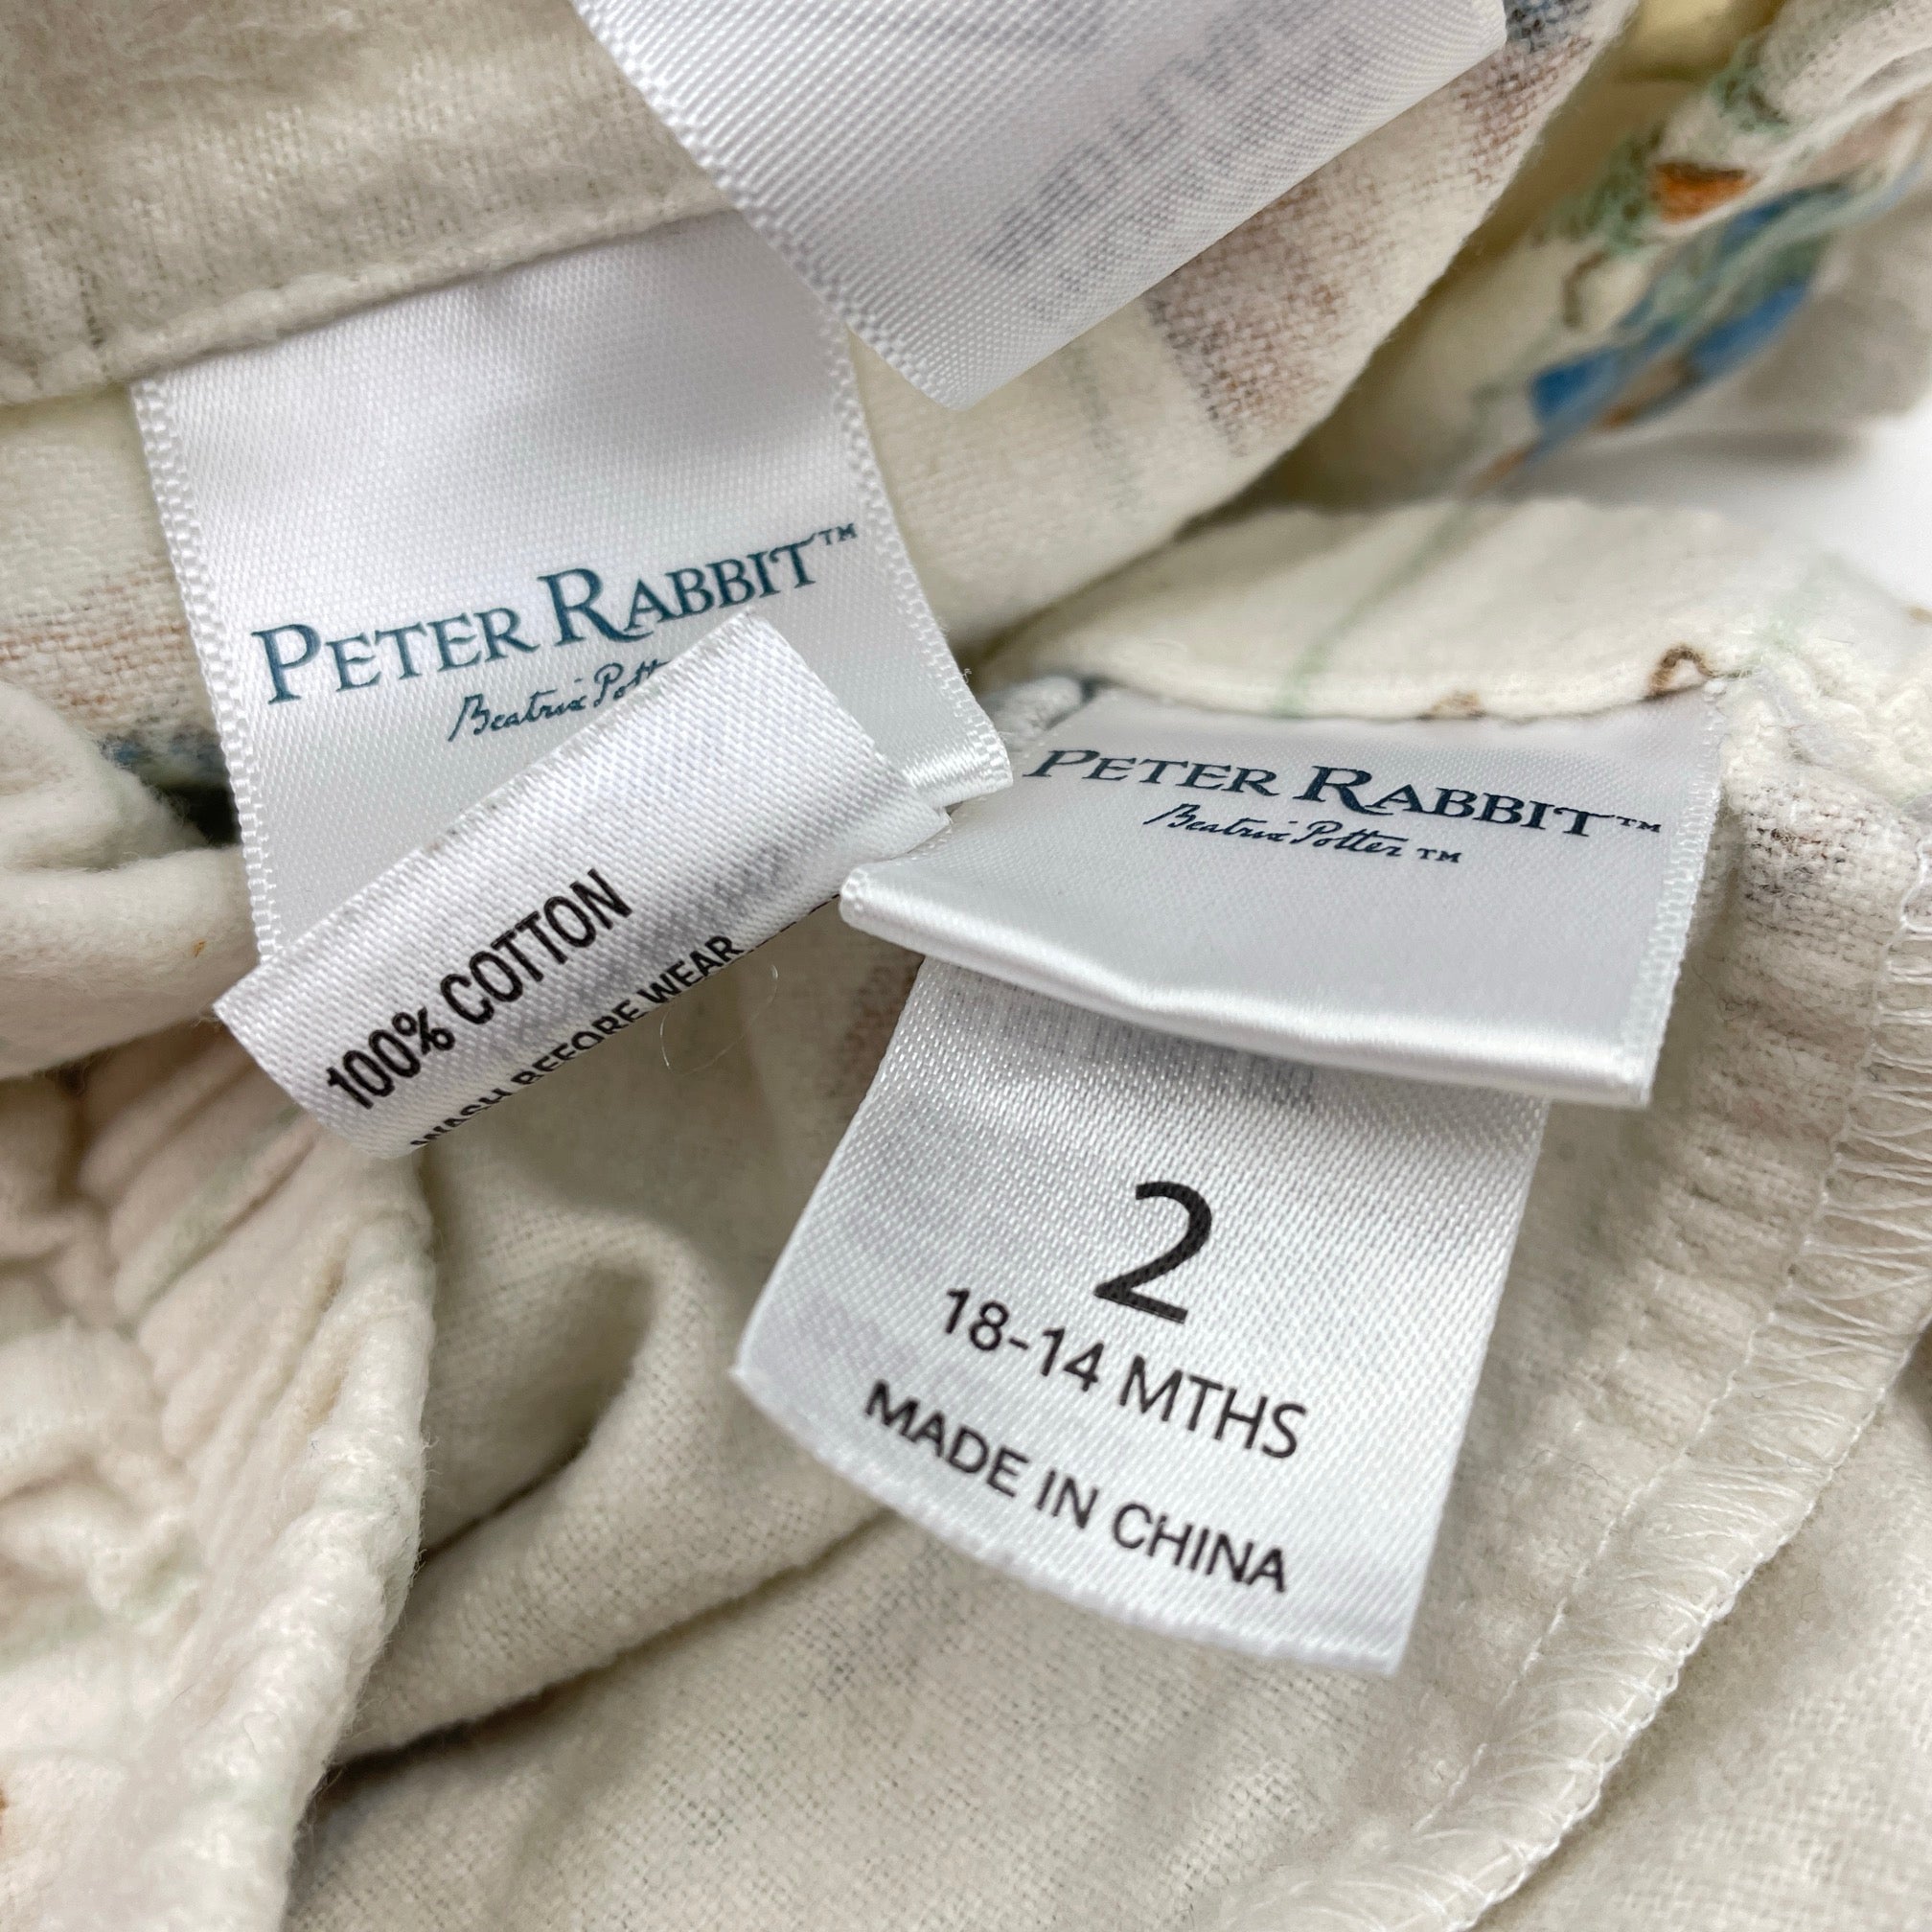 PETER RABBIT™
Beatrix Potter
100% COTTON
WASH BEFORE WEAR
PETER RABBIT™
Beatrix Potter ™
2
18-14 MTHS
MADE IN CHINA